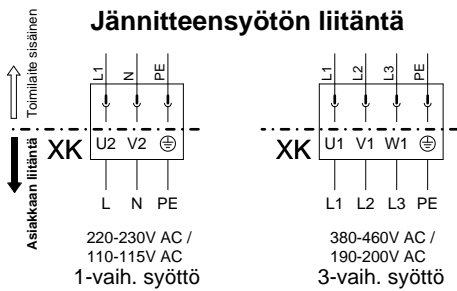 Jännitteensyötön liitäntä
Toimilaite sisäinen
Asiakkaan liitäntä
L1 N PE
XK U2 V2
L N PE
220-230V AC /
110-115V AC
1-vaih. syöttö
L1 L2 L3 PE
XK U1 V1 W1
L1 L2 L3 PE
380-460V AC /
190-200V AC
3-vaih. syöttö